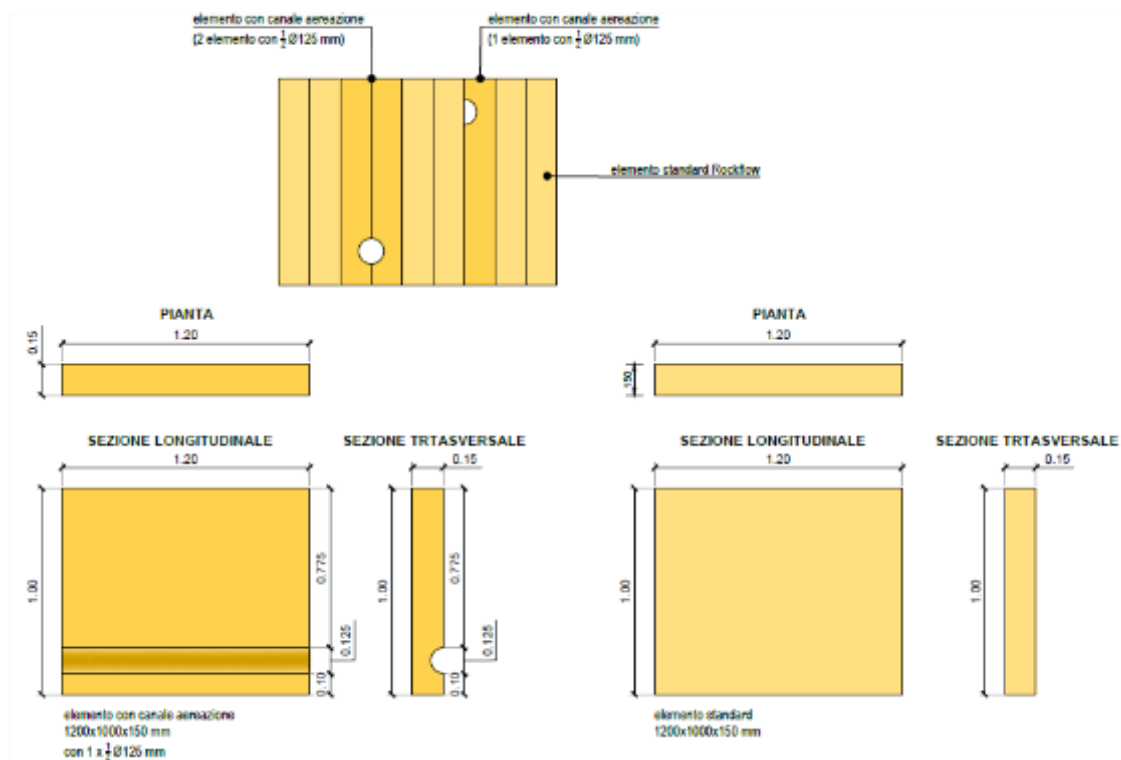 elemento con canale aereazione
(2 elemento con ½ Ø125 mm)
elemento con canale aereazione
(1 elemento con ½ Ø125 mm)
elemento standard Rockflow
PIANTA
1.20
0.15
PIANTA
1.20
150
SEZIONE LONGITUDINALE
1.20
1.00
0.775
0.125
0.10
SEZIONE TRTASVERSALE
0.15
1.00
0.775
0.125
0.10
SEZIONE LONGITUDINALE
1.20
1.00
SEZIONE TRTASVERSALE
0.15
1.00
elemento con canale aereazione
1200x1000x150 mm
con 1 x ½ Ø125 mm
elemento standard
1200x1000x150 mm